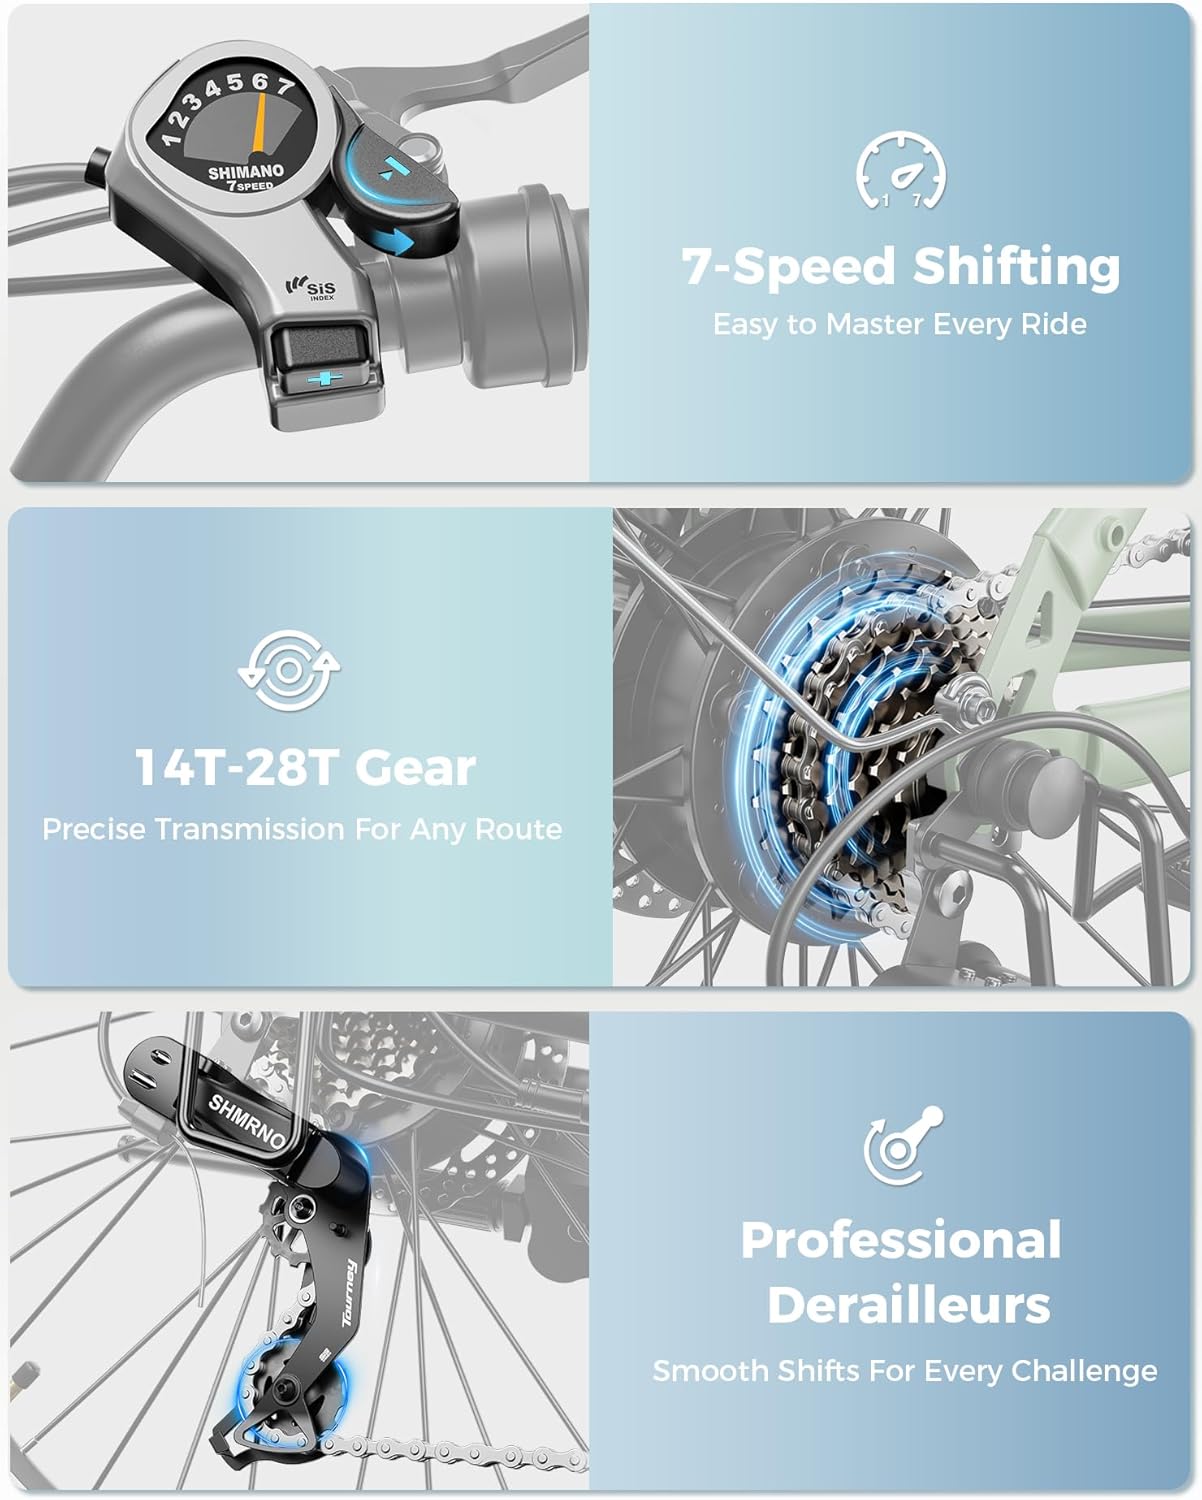 1 2 3 4 5 6 7
SHIMANO
7 SPEED
SiS
INDEX
1 7
7-Speed Shifting
Easy to Master Every Ride
14T-28T Gear
Precise Transmission For Any Route
SHMRNO
Tourney
Professional
Derailleurs
Smooth Shifts For Every Challenge